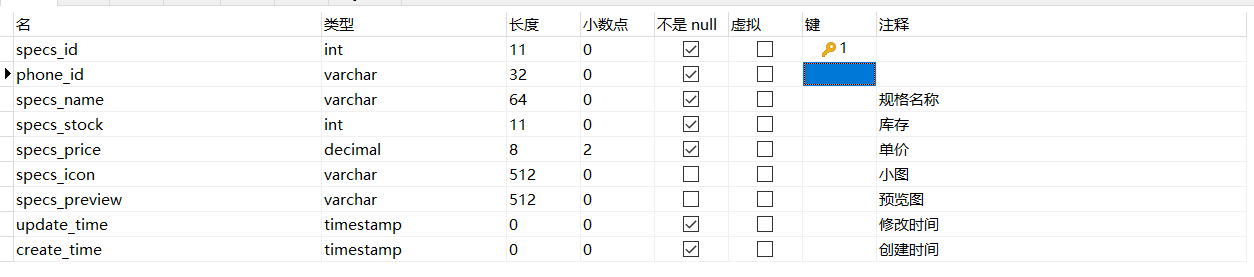 名 类型 长度 小数点 不是 null 虚拟 键 注释
specs_id int 11 0 1
phone_id varchar 32 0
specs_name varchar 64 0 规格名称
specs_stock int 11 0 库存
specs_price decimal 8 2 单价
specs_icon varchar 512 0 小图
specs_preview varchar 512 0 预览图
update_time timestamp 0 0 修改时间
create_time timestamp 0 0 创建时间